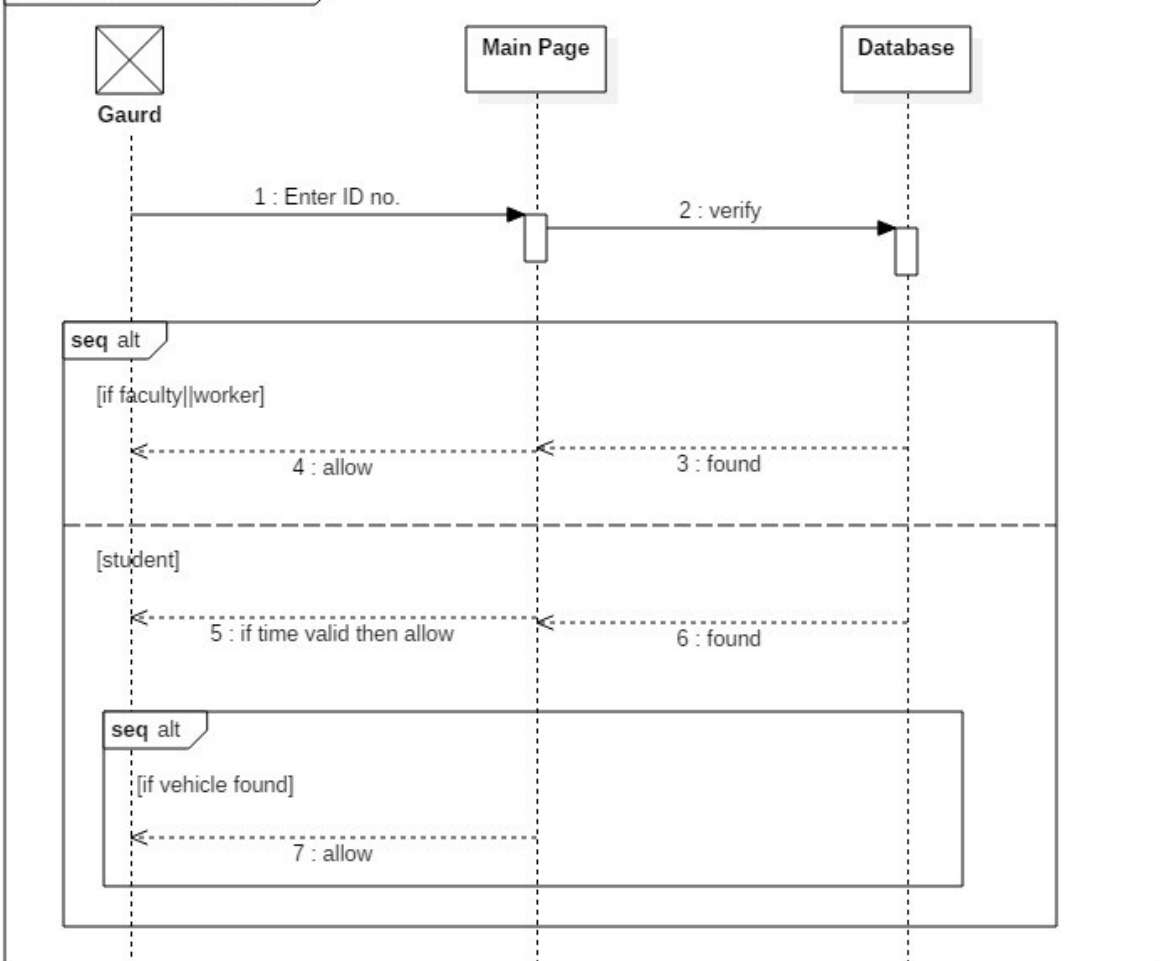 Main Page
Database
Gaurd
1 : Enter ID no.
2 : verify
seq alt
[if faculty||worker]
4 : allow
3 : found
[student]
5 : if time valid then allow
6 : found
seq alt
[if vehicle found]
7 : allow